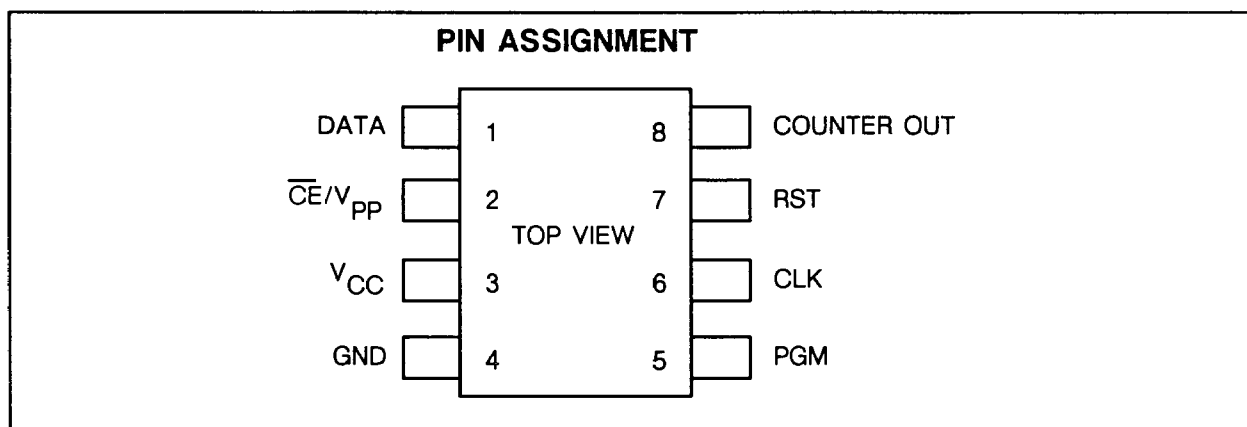 PIN ASSIGNMENT
DATA 1 8 COUNTER OUT
C̅E̅/VPP 2 7 RST
TOP VIEW
VCC 3 6 CLK
GND 4 5 PGM